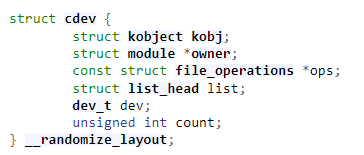 struct cdev {
        struct kobject kobj;
        struct module *owner;
        const struct file_operations *ops;
        struct list_head list;
        dev_t dev;
        unsigned int count;
} __randomize_layout;